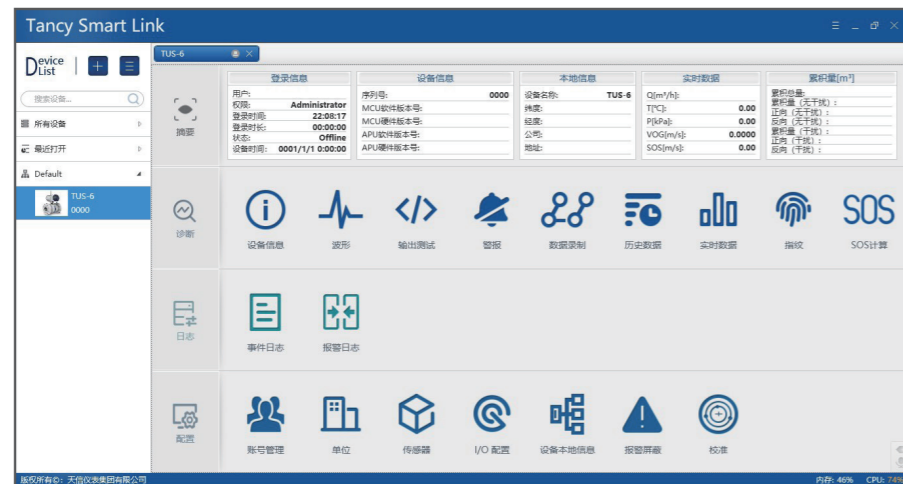 Tancy Smart Link
Device List
TUS-6
搜索设备...
所有设备
最近打开
Default
TUS-6
0000
摘要
登录信息
用户:
权限: Administrator
登录时间: 22:08:17
登录时长: 00:00:00
状态: Offline
设备时间: 0001/1/1 0:00:00
设备信息
序列号: 0000
MCU软件版本号:
MCU硬件版本号:
APU软件版本号:
APU硬件版本号:
本地信息
设备名称: TUS-6
纬度:
经度:
公司:
地址:
实时数据
Q[m³/h]:
T[℃]: 0.00
P[kPa]: 0.00
VOG[m/s]: 0.0000
SOS[m/s]: 0.00
累积量[m³]
累积总量:
累积量（无干扰）:
正向（无干扰）:
反向（无干扰）:
累积量（干扰）:
正向（干扰）:
反向（干扰）:
诊断
设备信息
波形
输出测试
警报
数据录制
历史数据
实时数据
指纹
SOS
SOS计算
日志
事件日志
报警日志
配置
账号管理
单位
传感器
I/O 配置
设备本地信息
报警屏蔽
校准
版权所有©: 天信仪表集团有限公司
内存: 46% CPU: 74%